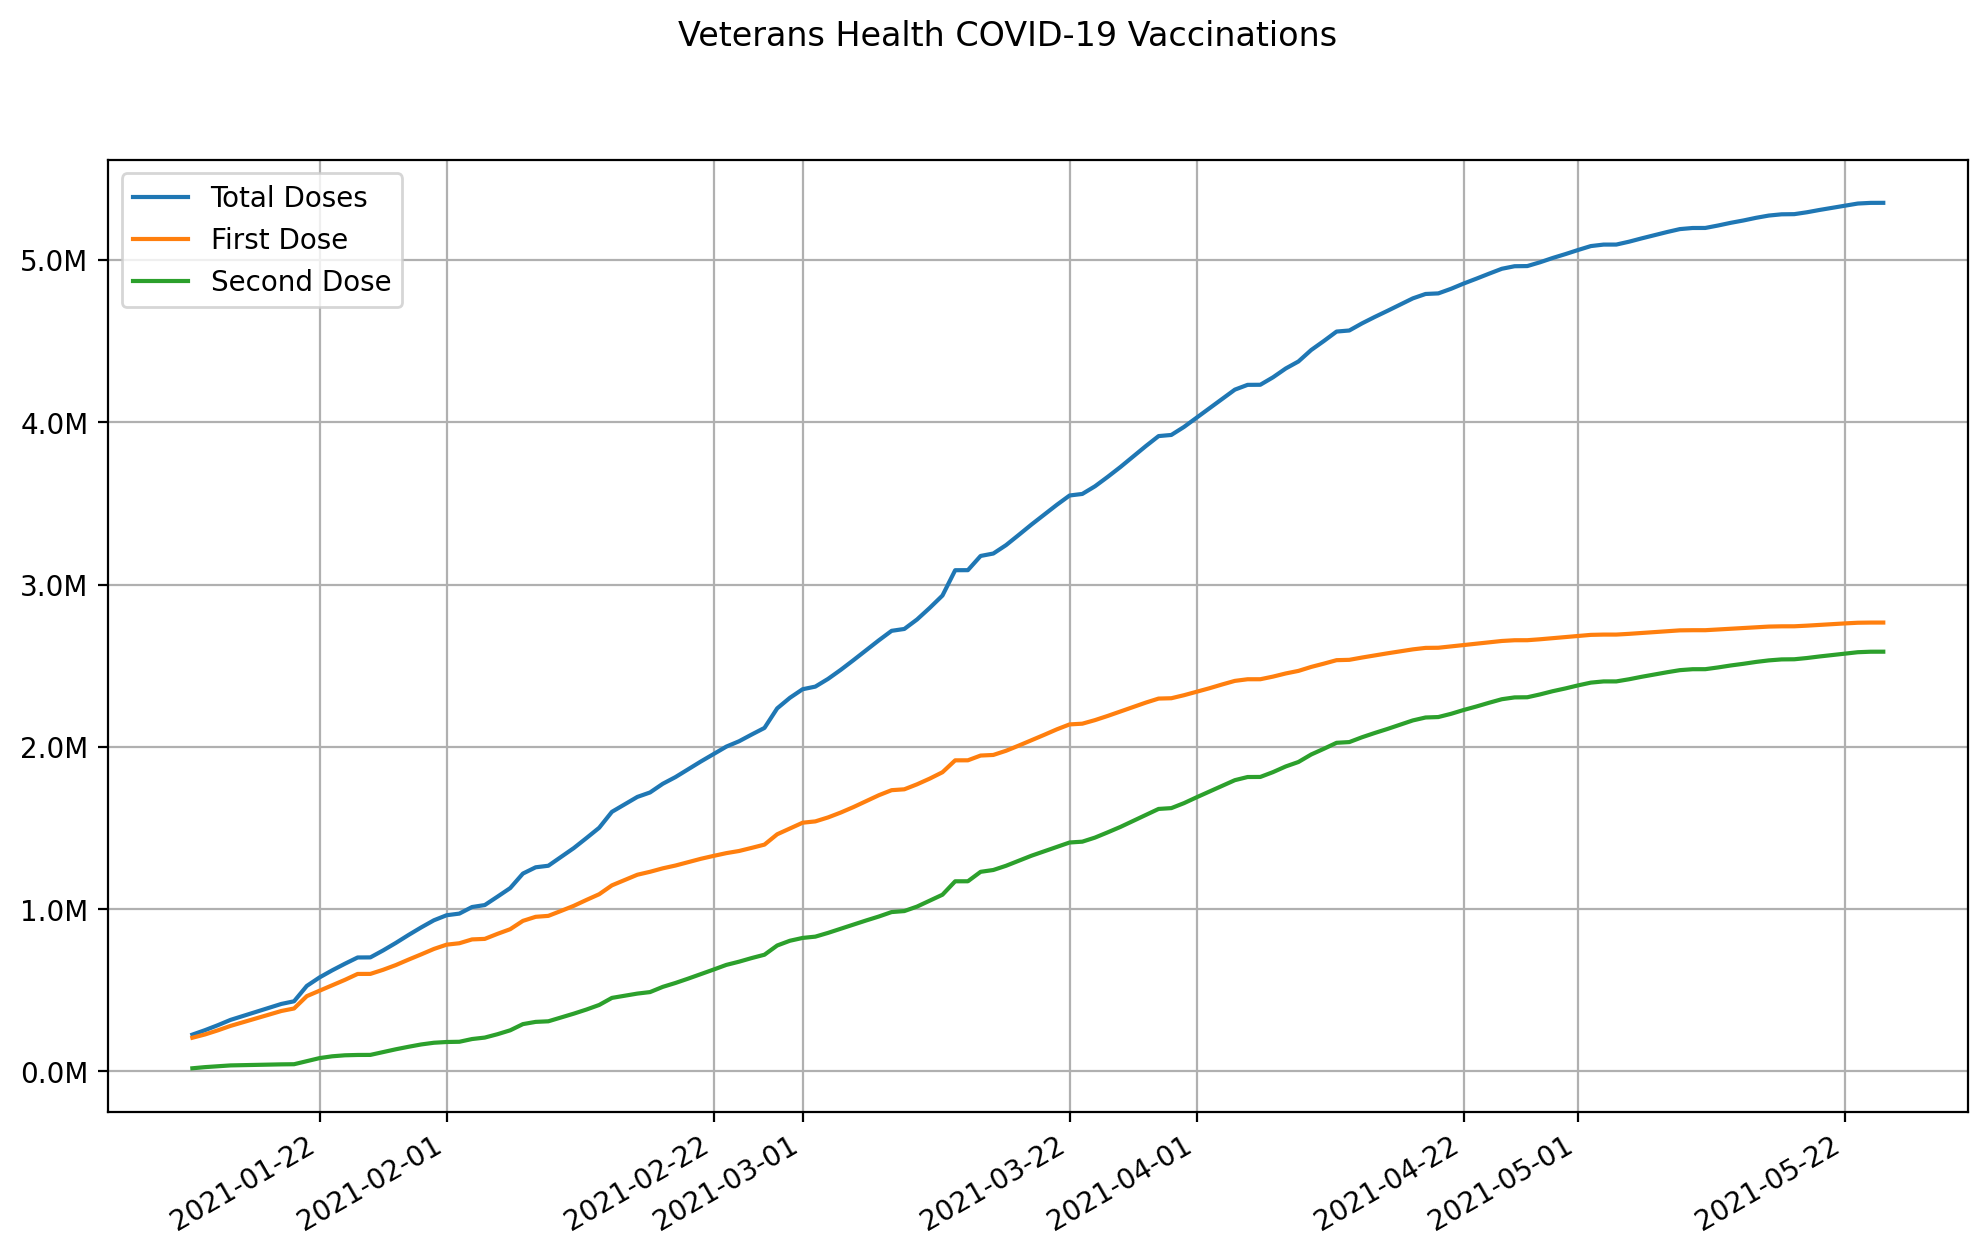 Veterans Health COVID-19 Vaccinations
Total Doses
First Dose
Second Dose
5.0M
4.0M
3.0M
2.0M
1.0M
0.0M
2021-01-22
2021-02-01
2021-02-22
2021-03-01
2021-03-22
2021-04-01
2021-04-22
2021-05-01
2021-05-22